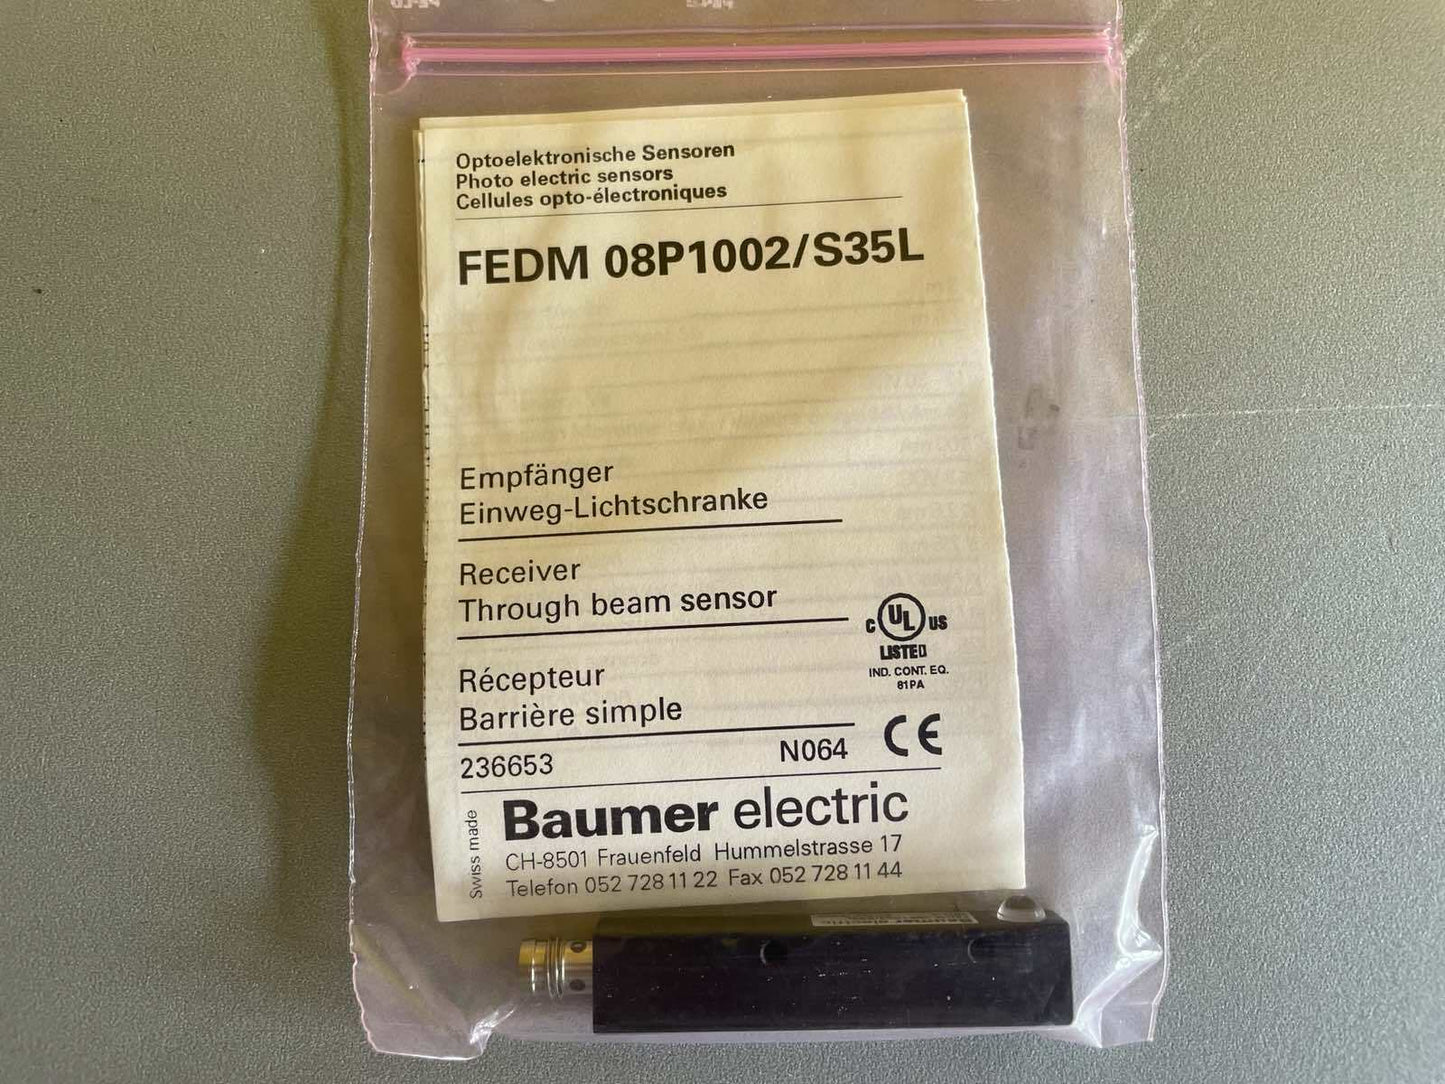 Optoelektronische Sensoren
Photo electric sensors
Cellules opto-électroniques
FEDM 08P1002/S35L
Empfänger
Einweg-Lichtschranke
Receiver
Through beam sensor
C UL US
LISTED
IND. CONT. EQ.
81PA
Récepteur
Barrière simple
236653 N064 CE
Swiss made
Baumer electric
CH-8501 Frauenfeld Hummelstrasse 17
Telefon 052 728 11 22 Fax 052 728 11 44
Baumer electric